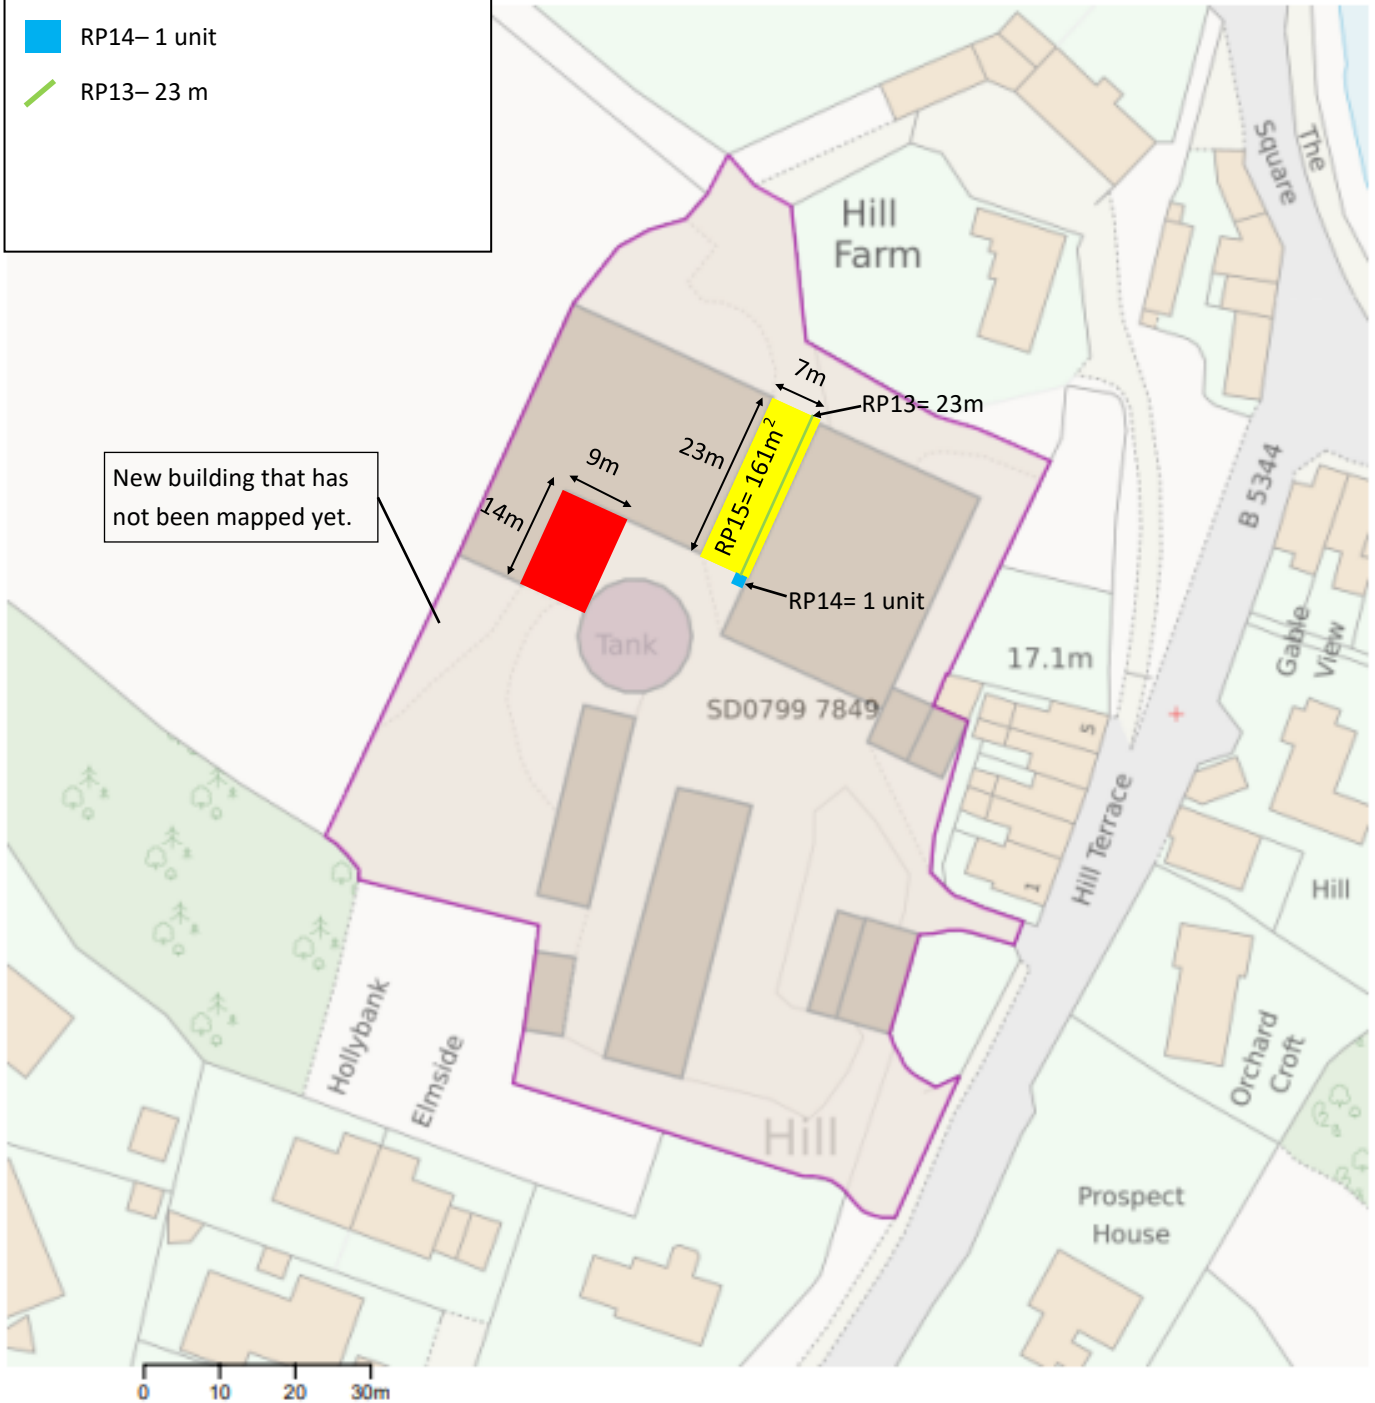 RP14– 1 unit
RP13– 23 m
Square
The
Hill
Farm
7m
RP13= 23m
23m
RP15= 161m²
9m
14m
New building that has
not been mapped yet.
B 5344
RP14= 1 unit
Tank
17.1m
Gable
View
SD0799 7849
5
1
Hill Terrace
Hill
Hollybank
Elmside
Orchard
Croft
Hill
Prospect
House
0 10 20 30m